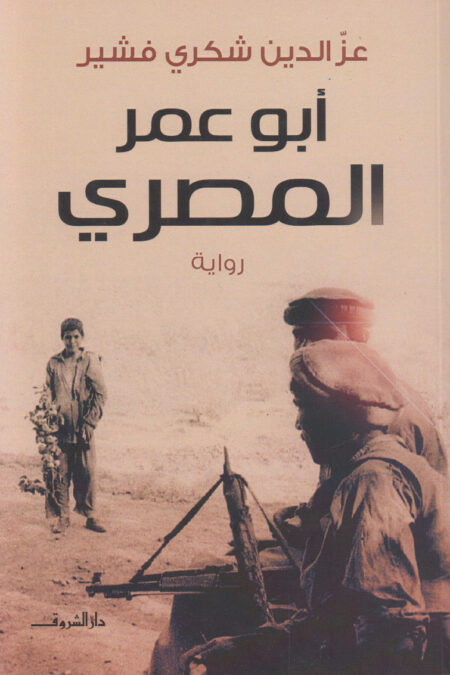 عزّ الدين شكري فشير
أبو عمر
المصري
رواية
دار الشروق